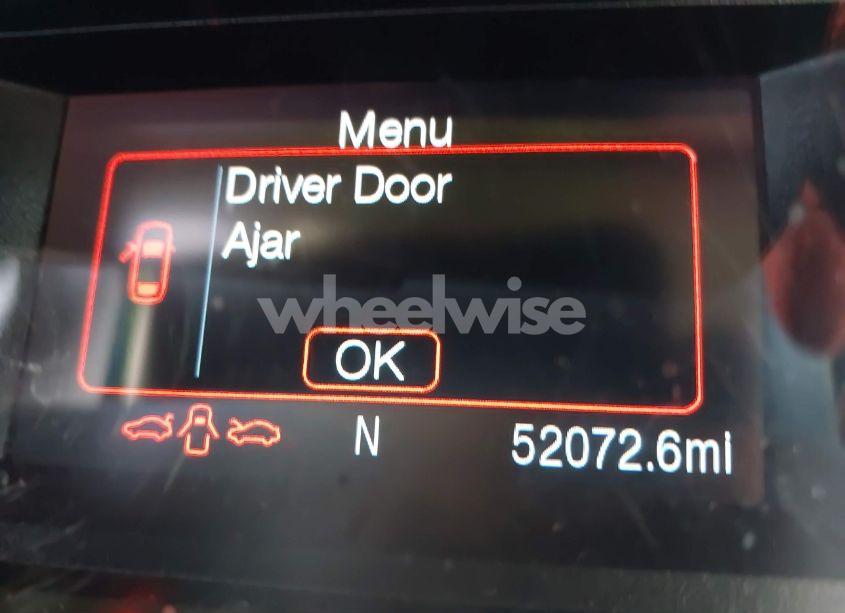 Menu
Driver Door
Ajar
wheelwise
OK
N
52072.6mi